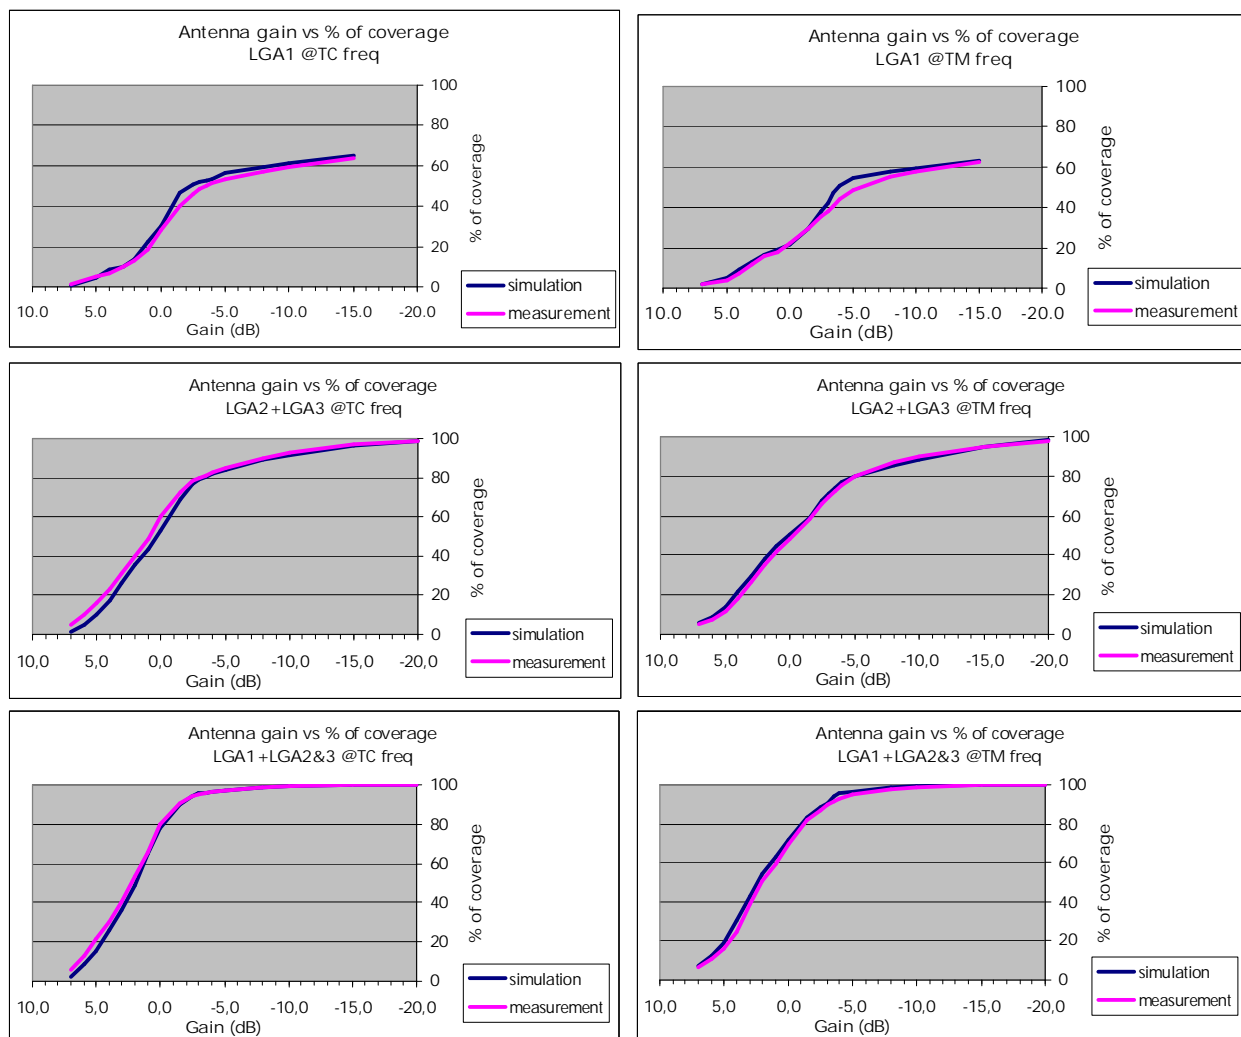 Antenna gain vs % of coverage
LGA1 @TC freq
100
80
60
40
20
0
% of coverage
10,0 5,0 0,0 -5,0 -10,0 -15,0 -20,0
Gain (dB)
simulation
measurement
Antenna gain vs % of coverage
LGA1 @TM freq
100
80
60
40
20
0
% of coverage
10,0 5,0 0,0 -5,0 -10,0 -15,0 -20,0
Gain (dB)
simulation
measurement
Antenna gain vs % of coverage
LGA2+LGA3 @TC freq
100
80
60
40
20
0
% of coverage
10,0 5,0 0,0 -5,0 -10,0 -15,0 -20,0
Gain (dB)
simulation
measurement
Antenna gain vs % of coverage
LGA2+LGA3 @TM freq
100
80
60
40
20
0
% of coverage
10,0 5,0 0,0 -5,0 -10,0 -15,0 -20,0
Gain (dB)
simulation
measurement
Antenna gain vs % of coverage
LGA1+LGA2&3 @TC freq
100
80
60
40
20
0
% of coverage
10,0 5,0 0,0 -5,0 -10,0 -15,0 -20,0
Gain (dB)
simulation
measurement
Antenna gain vs % of coverage
LGA1+LGA2&3 @TM freq
100
80
60
40
20
0
% of coverage
10,0 5,0 0,0 -5,0 -10,0 -15,0 -20,0
Gain (dB)
simulation
measurement